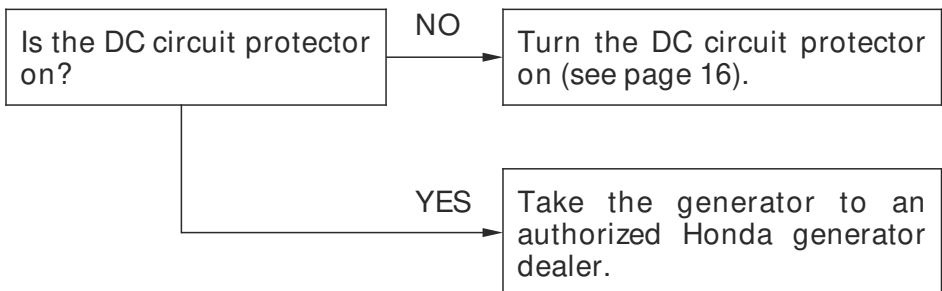 Is the DC circuit protector
on?
NO
Turn the DC circuit protector
on (see page 16).
YES
Take the generator to an
authorized Honda generator
dealer.